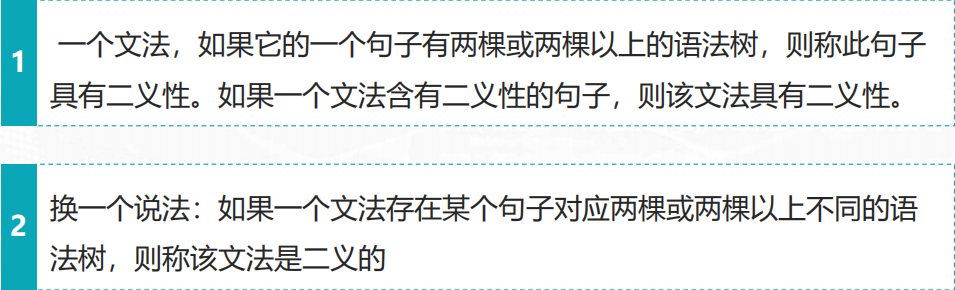 1
一个文法，如果它的一个句子有两棵或两棵以上的语法树，则称此句子
具有二义性。如果一个文法含有二义性的句子，则该文法具有二义性。
2
换一个说法：如果一个文法存在某个句子对应两棵或两棵以上不同的语
法树，则称该文法是二义的